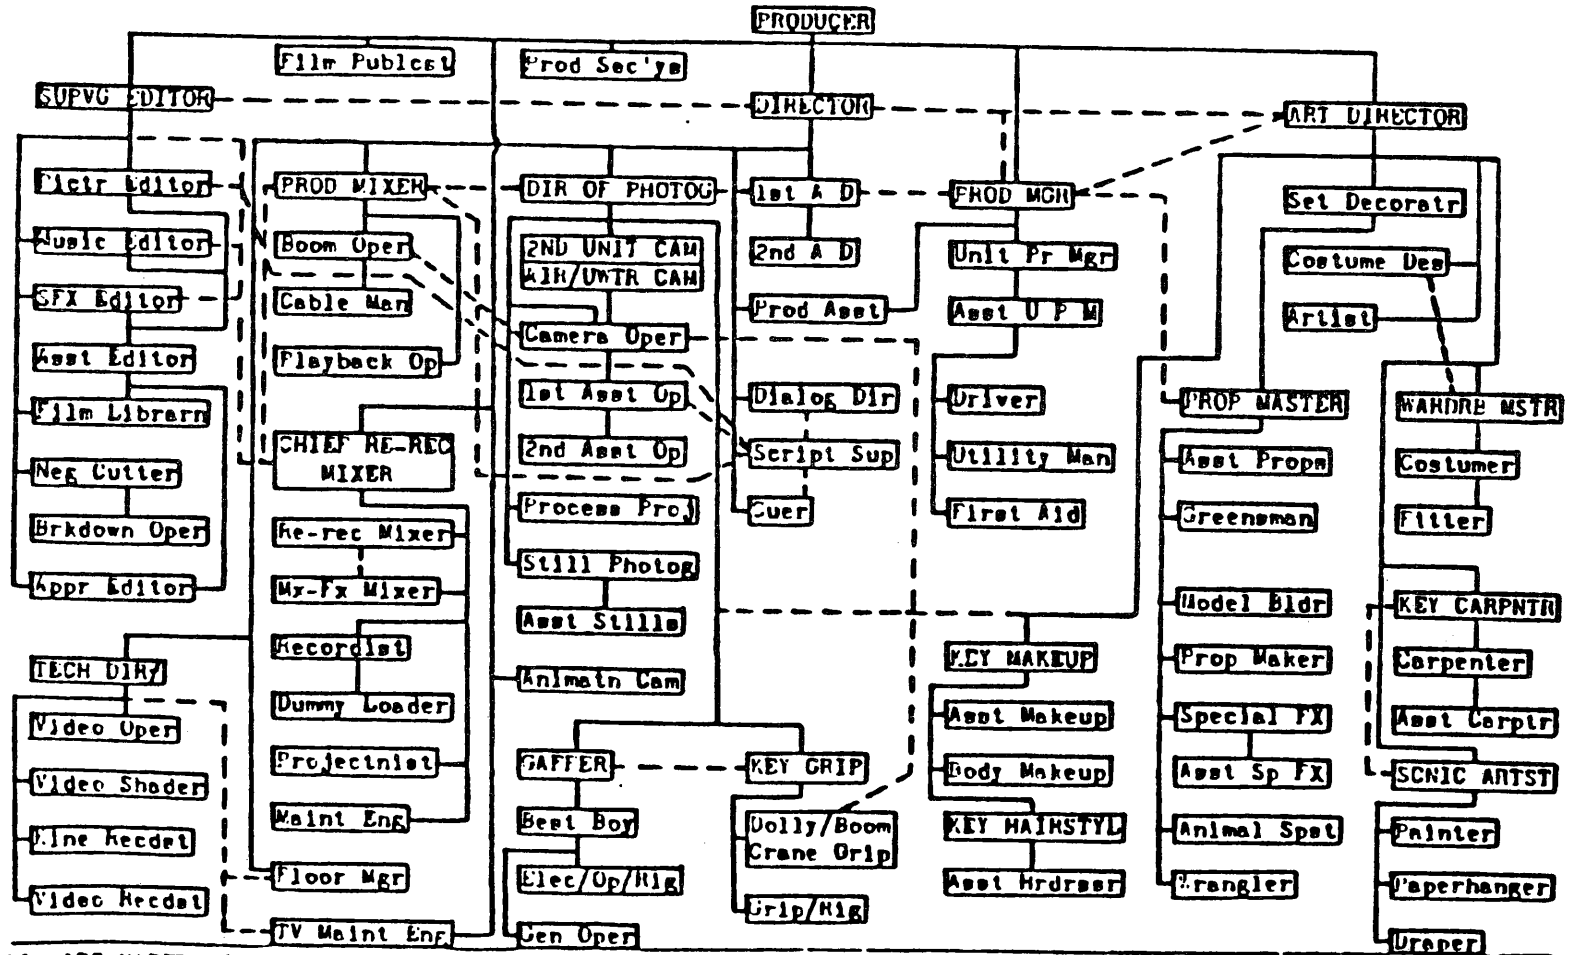 PRODUCER
Film Publcst
Prod Sec'ys
SUPVG EDITOR
DIRECTOR
ART DIRECTOR
Pictr Editor
PROD MIXER
DIR OF PHOTOG
1st A D
PROD MGR
Set Decoratr
Music Editor
Boom Oper
2ND UNIT CAM
AIR/UWTR CAM
2nd A D
Unit Pr Mgr
Costume Des
SFX Editor
Cable Man
Prod Asst
Asst U P M
Artist
Asst Editor
Playback Op
Camera Oper
Film Librarn
1st Asst Op
Dialog Dir
Driver
PROP MASTER
WARDRB MSTR
CHIEF RE-REC
MIXER
2nd Asst Op
Script Sup
Utility Man
Asst Props
Costumer
Neg Cutter
Process Proj
Cuer
First Aid
Greensman
Fitter
Brkdown Oper
Re-rec Mixer
Still Photog
Appr Editor
Mx-Fx Mixer
Model Bldr
KEY CARPNTR
Asst Stills
TECH DIR/
Recordist
KEY MAKEUP
Prop Maker
Carpenter
Animatn Cam
Video Oper
Dummy Loader
Asst Makeup
Special FX
Asst Carptr
Projectnist
GAFFER
KEY GRIP
Body Makeup
Asst Sp FX
SCNIC ARTST
Video Shader
Maint Eng
Best Boy
Dolly/Boom
Crane Grip
KEY HAIRSTYL
Animal Spst
Painter
Kine Recdst
Floor Mgr
Elec/Op/Rig
Asst Hrdrssr
Wrangler
Paperhanger
Video Recdst
TV Maint Eng
Gen Oper
Grip/Rig
Draper